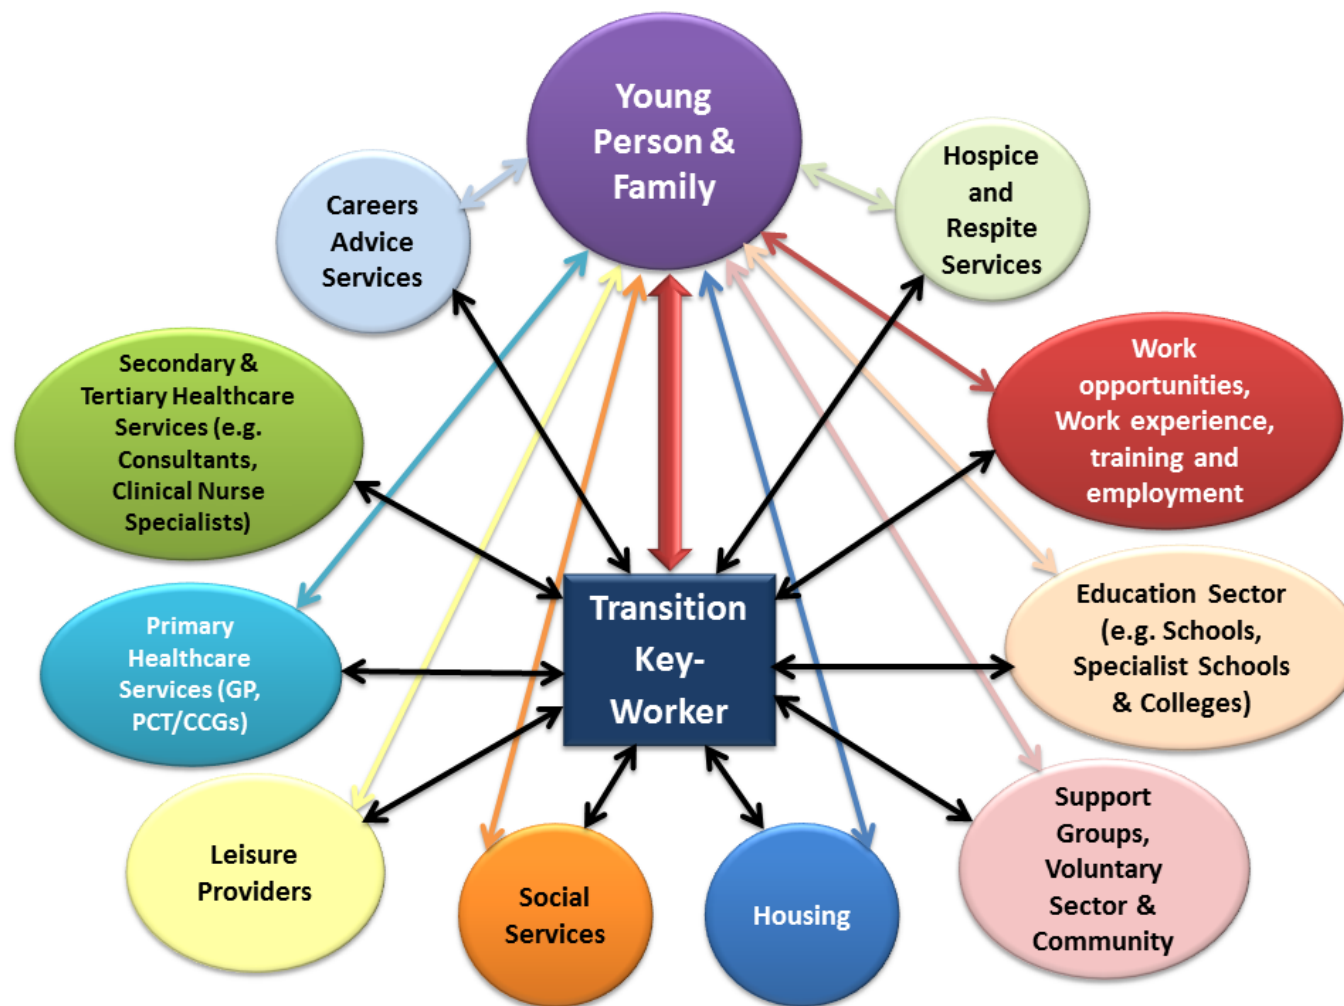 Young
Person &
Family
Careers
Advice
Services
Hospice
and
Respite
Services
Secondary &
Tertiary Healthcare
Services (e.g.
Consultants,
Clinical Nurse
Specialists)
Work
opportunities,
Work experience,
training and
employment
Primary
Healthcare
Services (GP,
PCT/CCGs)
Transition
Key-
Worker
Education Sector
(e.g. Schools,
Specialist Schools
& Colleges)
Leisure
Providers
Social
Services
Housing
Support
Groups,
Voluntary
Sector &
Community